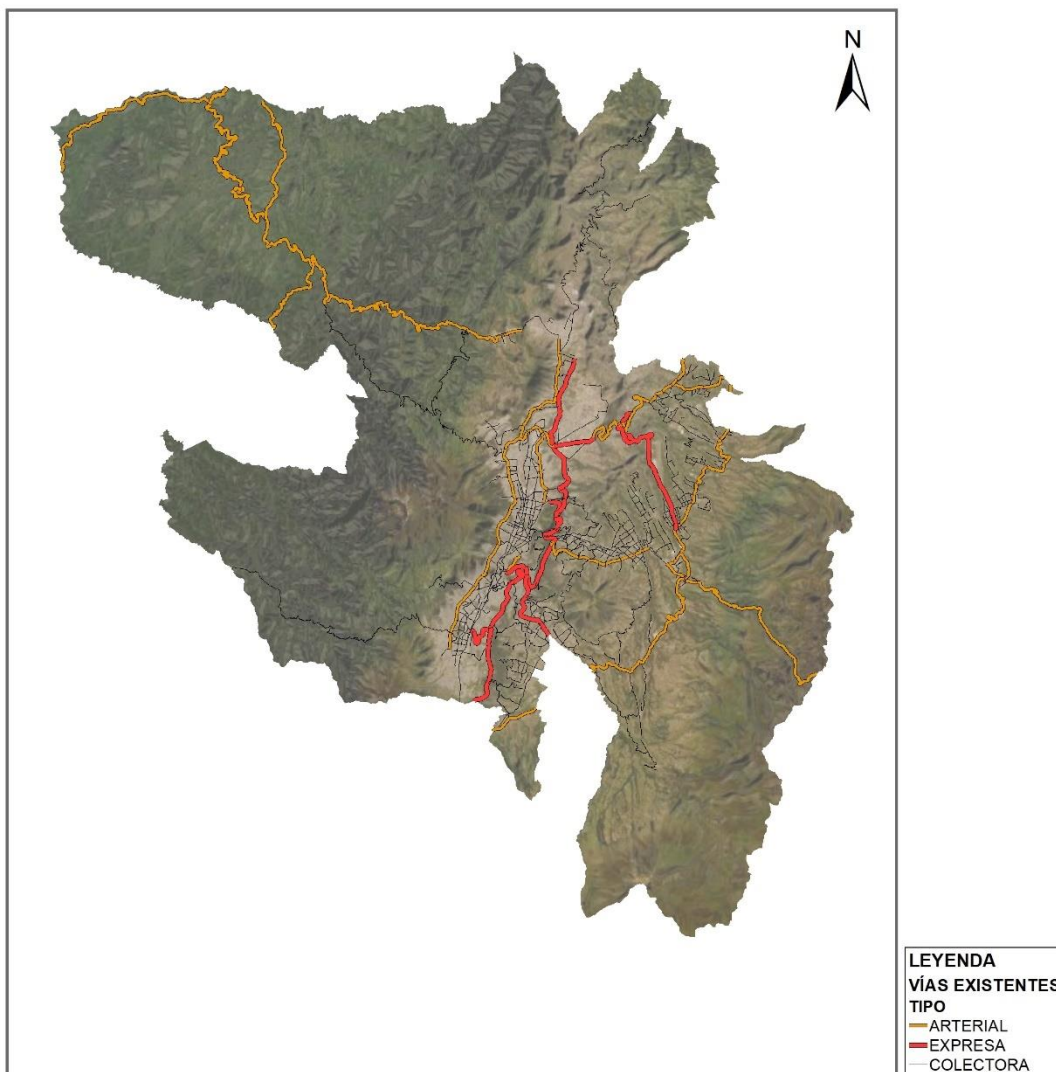 N
LEYENDA
VÍAS EXISTENTES
TIPO
ARTERIAL
EXPRESA
COLECTORA